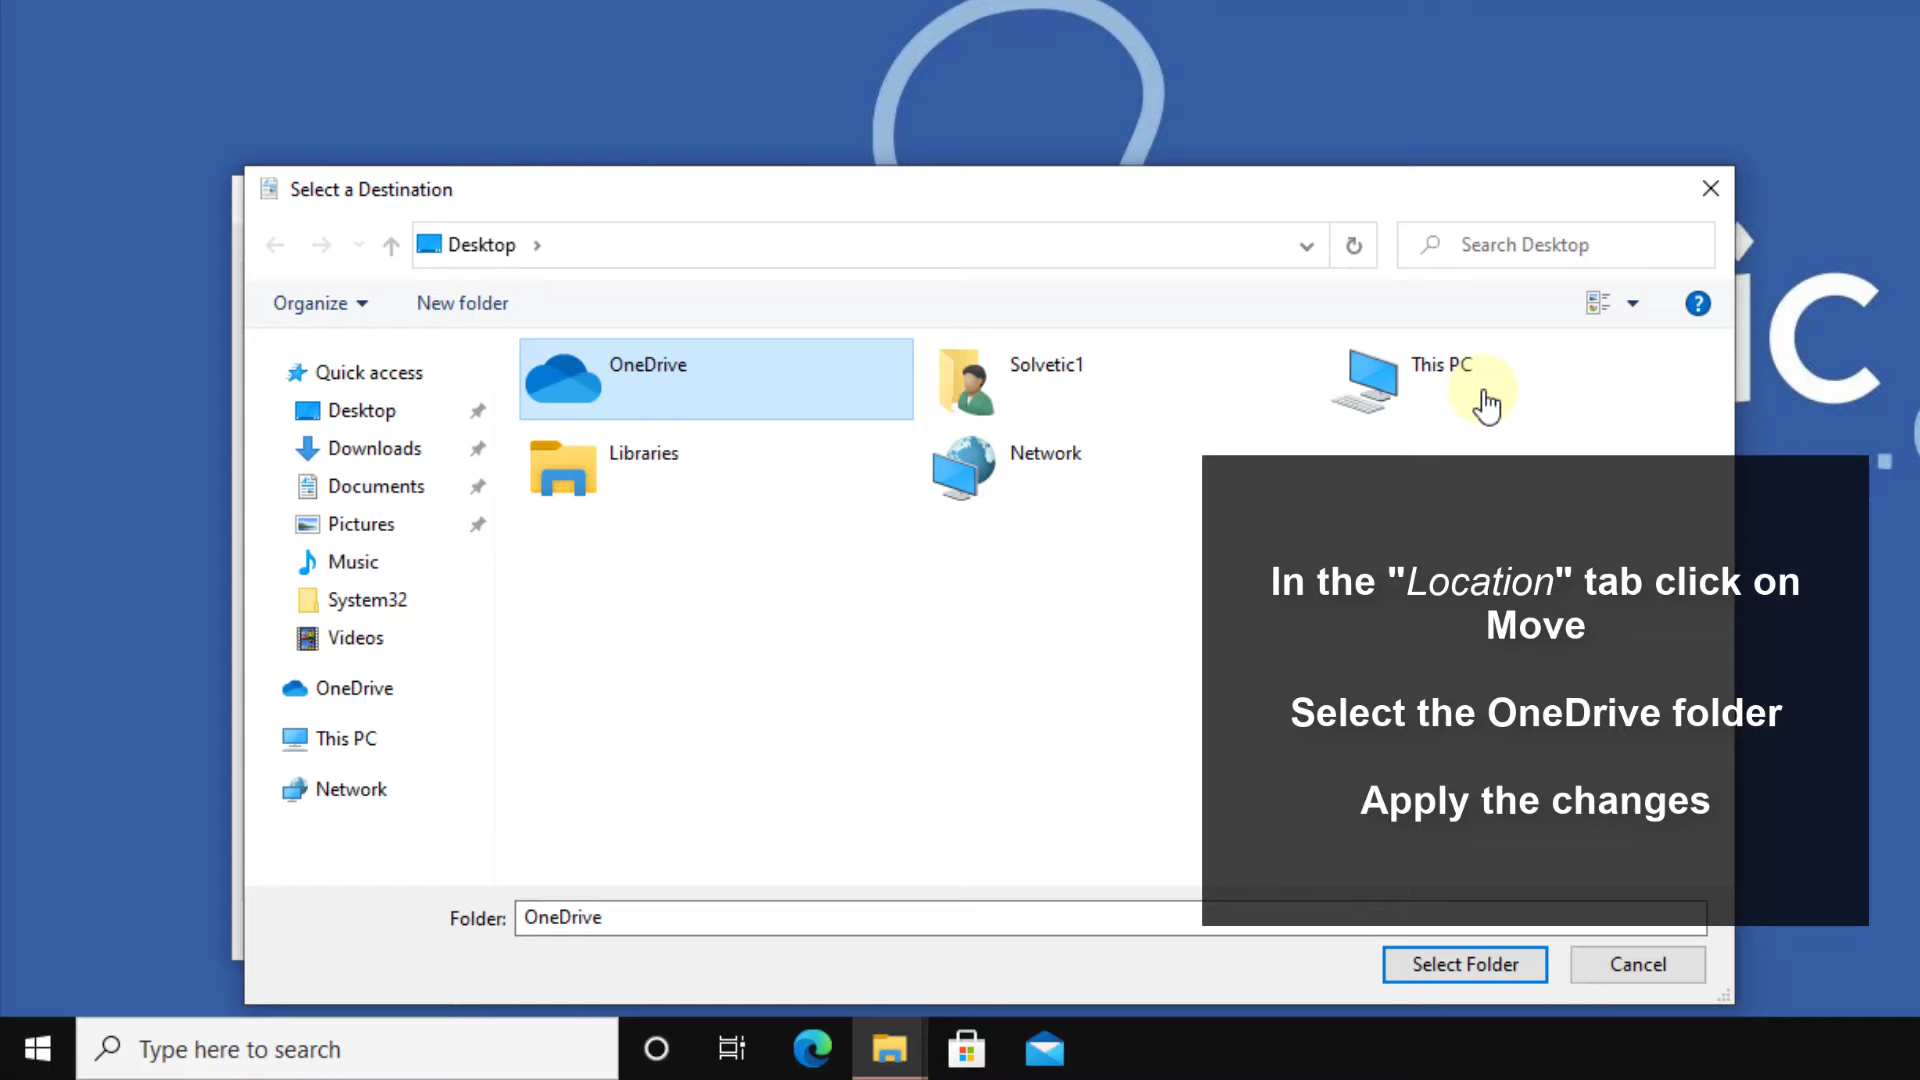 Select a Destination
Desktop
Search Desktop
Organize
New folder
?
Quick access
Desktop
Downloads
Documents
Pictures
Music
System32
Videos
OneDrive
This PC
Network
OneDrive
Solvetic1
This PC
Libraries
Network
ic
In the "Location" tab click on
Move
Select the OneDrive folder
Apply the changes
Folder:
OneDrive
Select Folder
Cancel
Type here to search